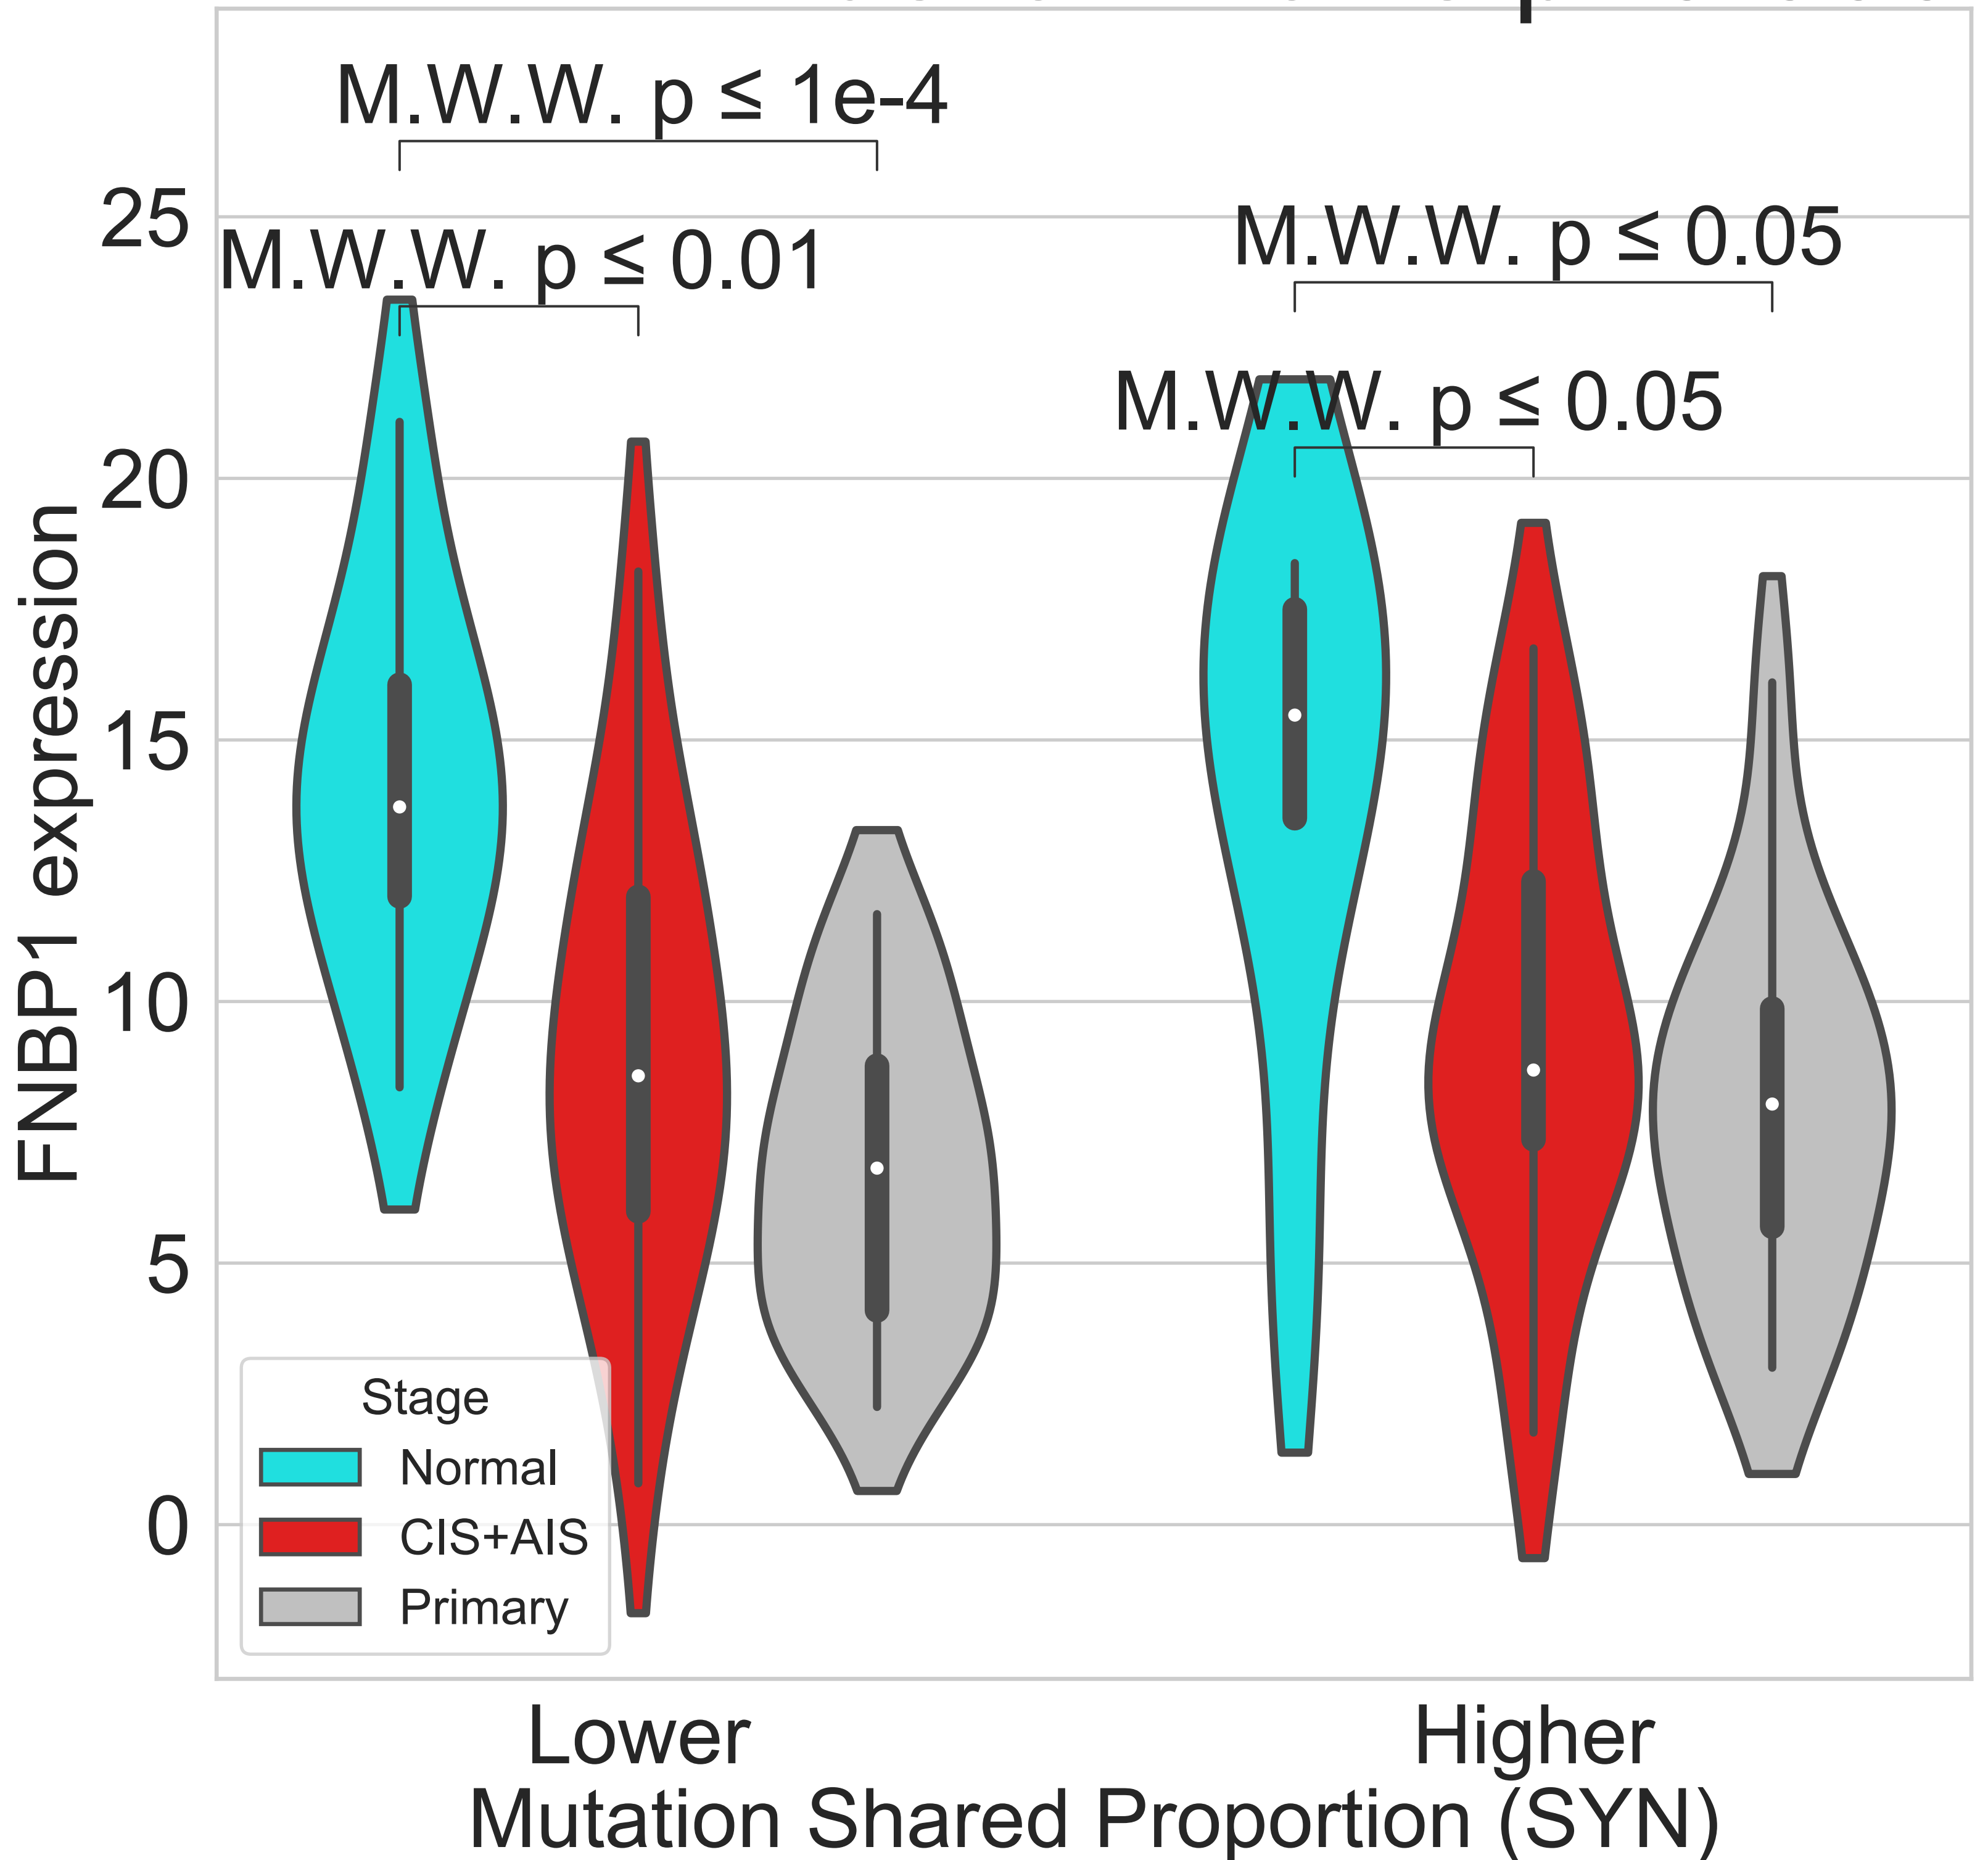 M.W.W. p ≤ 1e-4
M.W.W. p ≤ 0.01
M.W.W. p ≤ 0.05
M.W.W. p ≤ 0.05
25
20
15
10
5
0
FNBP1 expression
Stage
Normal
CIS+AIS
Primary
Lower
Higher
Mutation Shared Proportion (SYN)